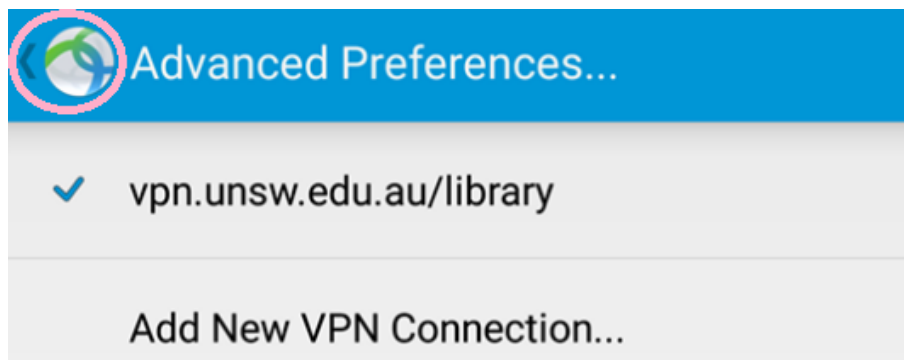 Advanced Preferences...
vpn.unsw.edu.au/library
Add New VPN Connection...